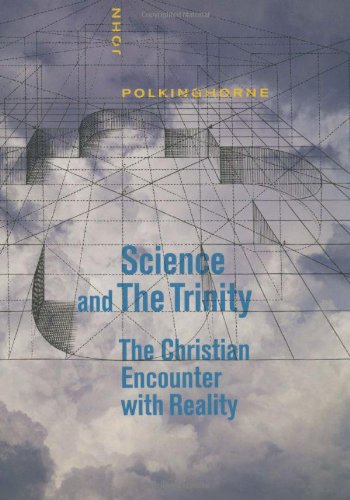 JOHN
POLKINGHORNE
Science
and The Trinity
The Christian
Encounter
with Reality